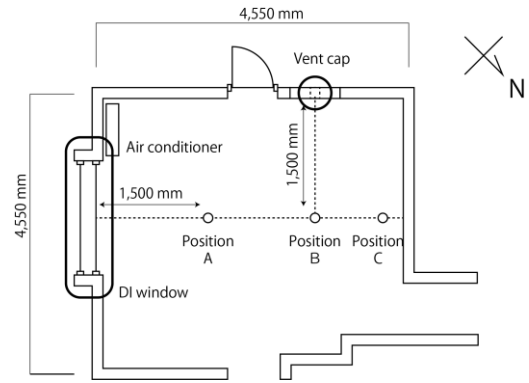 4,550 mm
Vent cap
N
Air conditioner
1,500 mm
1,500 mm
4,550 mm
Position
A
Position
B
Position
C
DI window